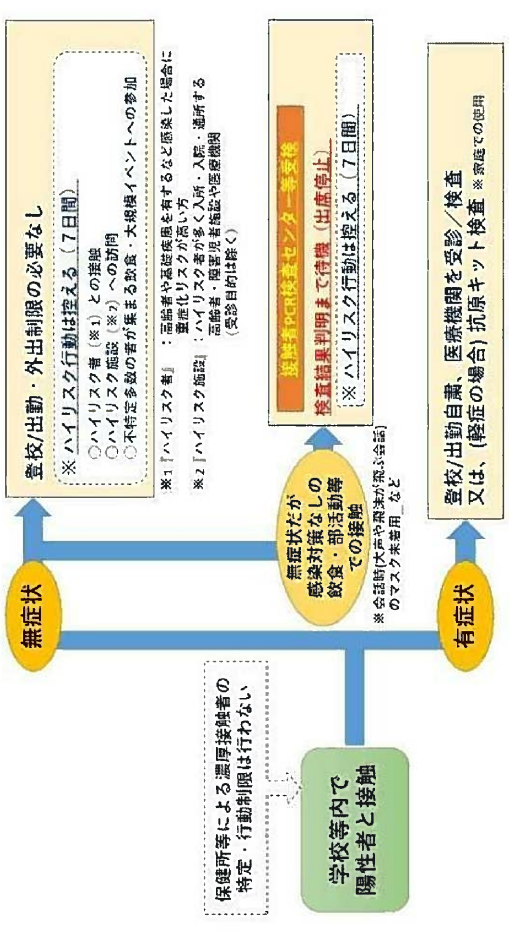 保健所等による濃厚接触者の
特定・行動制限は行わない
学校等内で
陽性者と接触
無症状
登校/出勤・外出制限の必要なし
※ ハイリスク行動は控える（7日間）
○ハイリスク者（※1）との接触
○ハイリスク施設（※2）への訪問
○不特定多数の者が集まる飲食・大規模イベントへの参加
※1『ハイリスク者』：高齢者や基礎疾患を有するなど感染した場合に
重症化リスクが高い方
※2『ハイリスク施設』：ハイリスク者が多く入所・入院・通所する
高齢者・障害児者施設や医療機関
（受診目的は除く）
無症状だが
感染対策なしの
飲食・部活動等
での接触
※会話時(大声や飛沫が飛ぶ会話)
のマスク未着用 など
接触者PCR検査センター等受検
検査結果判明まで待機（出席停止）
※ ハイリスク行動は控える（7日間）
有症状
登校/出勤自粛、医療機関を受診／検査
又は、(軽症の場合) 抗原キット検査 ※家庭での使用